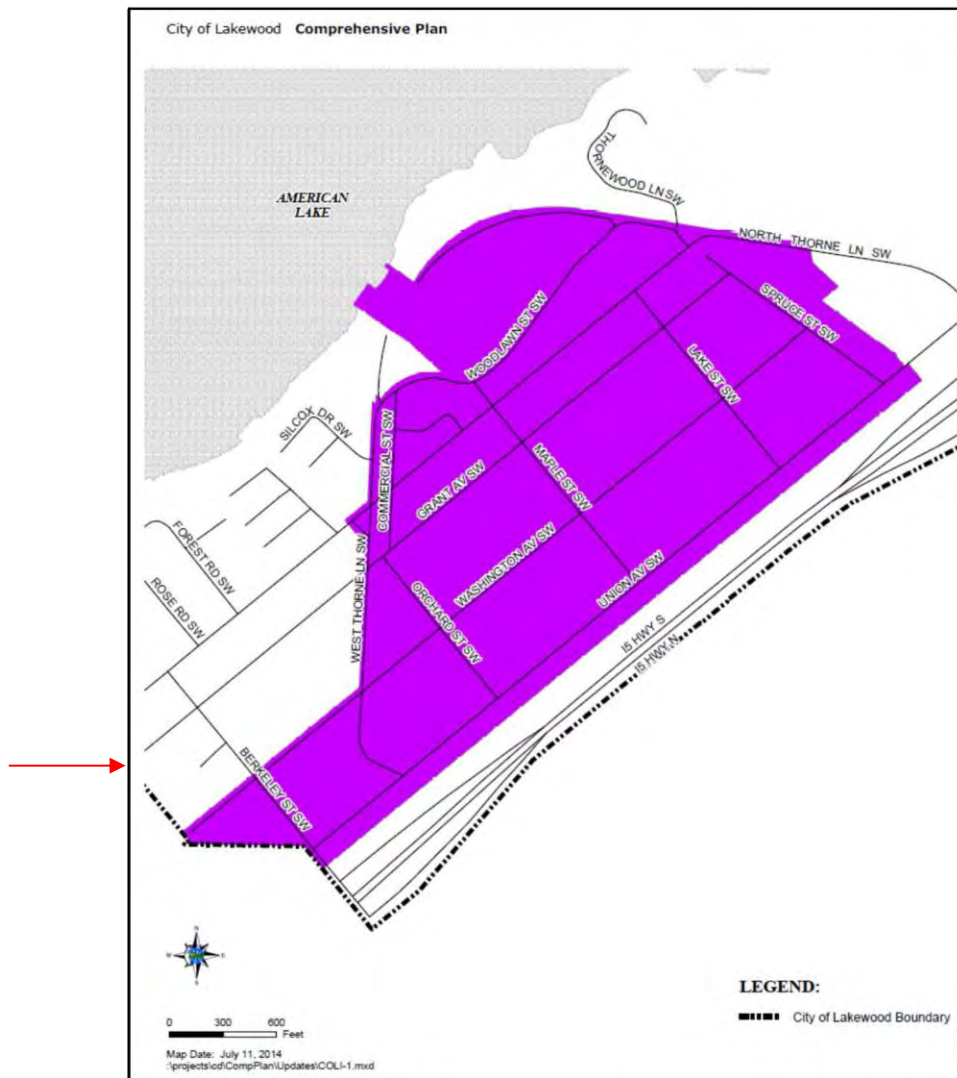 City of Lakewood Comprehensive Plan
AMERICAN
LAKE
THORNEWOOD LN SW
NORTH THORNE LN SW
SPRUCE ST SW
WOODLAWN ST SW
LAKE ST SW
SILCOX DR SW
COMMERCIAL ST SW
GRANT AV SW
MAPLE ST SW
FOREST RD SW
WASHINGTON AV SW
UNION AV SW
ROSE RD SW
WEST THORNE LN SW
ORCHARD ST SW
I5 HWY S
I5 HWY N
BERKELEY ST SW
N
W
E
S
LEGEND:
City of Lakewood Boundary
0 300 600
Feet
Map Date: July 11, 2014
:\projects\cd\CompPlan\Updates\COLI-1.mxd